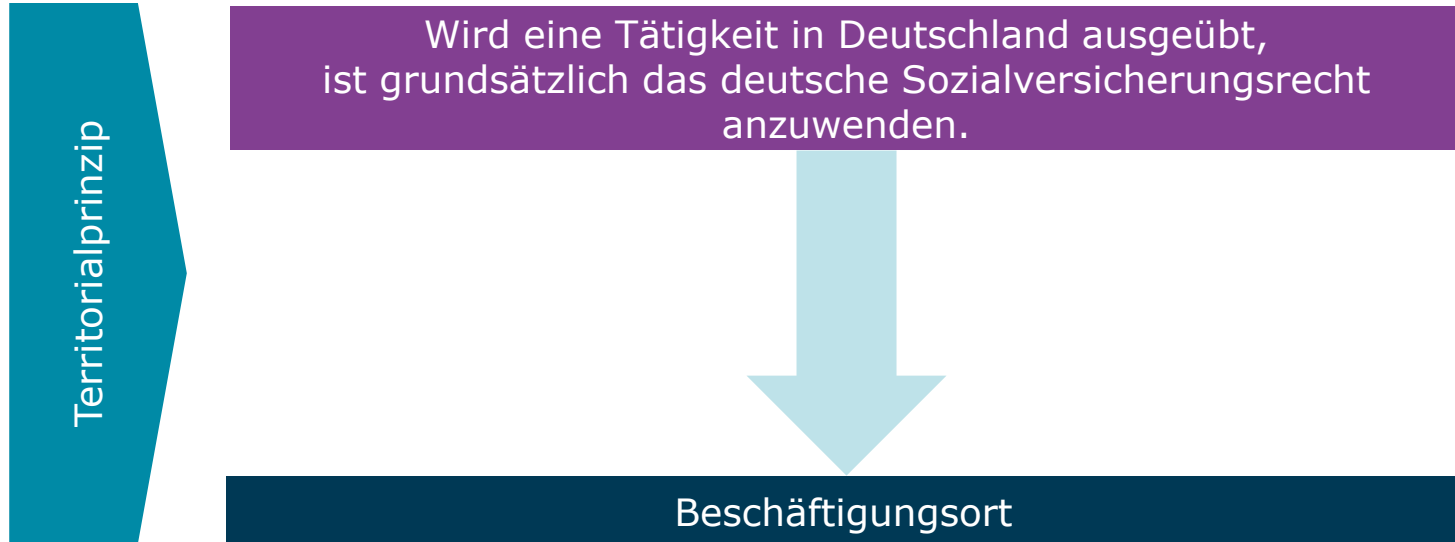 Territorialprinzip
Wird eine Tätigkeit in Deutschland ausgeübt,
ist grundsätzlich das deutsche Sozialversicherungsrecht
anzuwenden.
Beschäftigungsort